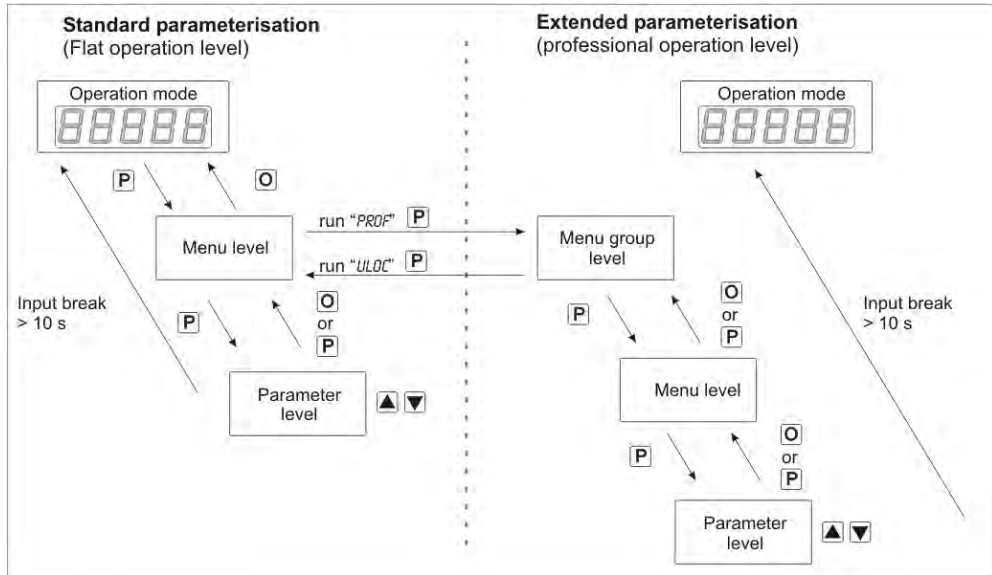 Standard parameterisation
(Flat operation level)
Operation mode
88888
P
O
Menu level
run "PROF" P
run "ULOC" P
Input break
> 10 s
P
O
or
P
Parameter
level
▲ ▼
Extended parameterisation
(professional operation level)
Operation mode
88888
Menu group
level
P
O
or
P
Input break
> 10 s
Menu level
P
O
or
P
Parameter
level
▲ ▼